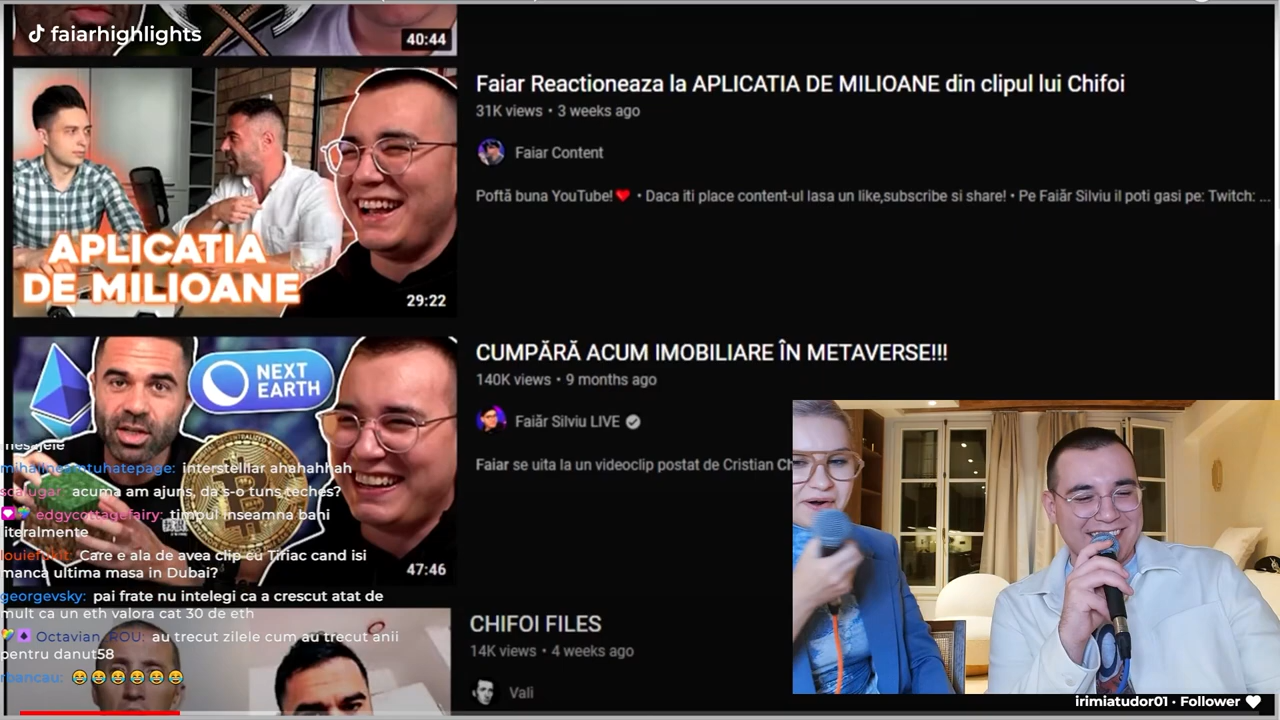 faiarhighlights
40:44
Faiar Reactioneaza la APLICATIA DE MILIOANE din clipul lui Chifoi
31K views • 3 weeks ago
Faiar Content
Poftă buna YouTube!❤ • Daca iti place content-ul lasa un like,subscribe si share! • Pe Faiăr Silviu il poti gasi pe: Twitch: ...
APLICATIA
DE MILIOANE
29:22
CUMPĂRĂ ACUM IMOBILIARE ÎN METAVERSE!!!
140K views • 9 months ago
Faiăr Silviu LIVE
Faiar se uita la un videoclip postat de Cristian Ch
NEXT
EARTH
47:46
mesajele
interstellar ahahahhah
acuma am ajuns, da s-o tuns teches?
edgycottagefairy: timpul inseamna bani
literalmente
Care e ala de avea clip cu Tiriac cand isi
manca ultima masa in Dubai?
georgevsky: pai frate nu intelegi ca a crescut atat de
mult ca un eth valora cat 30 de eth
Octavian_ROU: au trecut zilele cum au trecut anii
pentru danut58
😂😂😂😂😂😂
CHIFOI FILES
14K views • 4 weeks ago
Vali
irimiatudor01 • Follower